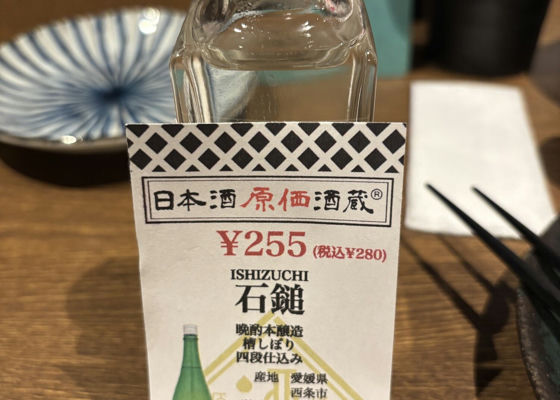 日本酒原価酒蔵®
¥255 (税込¥280)
ISHIZUCHI
石鎚
晩酌本醸造
槽しぼり
四段仕込み
産地 愛媛県
西条市